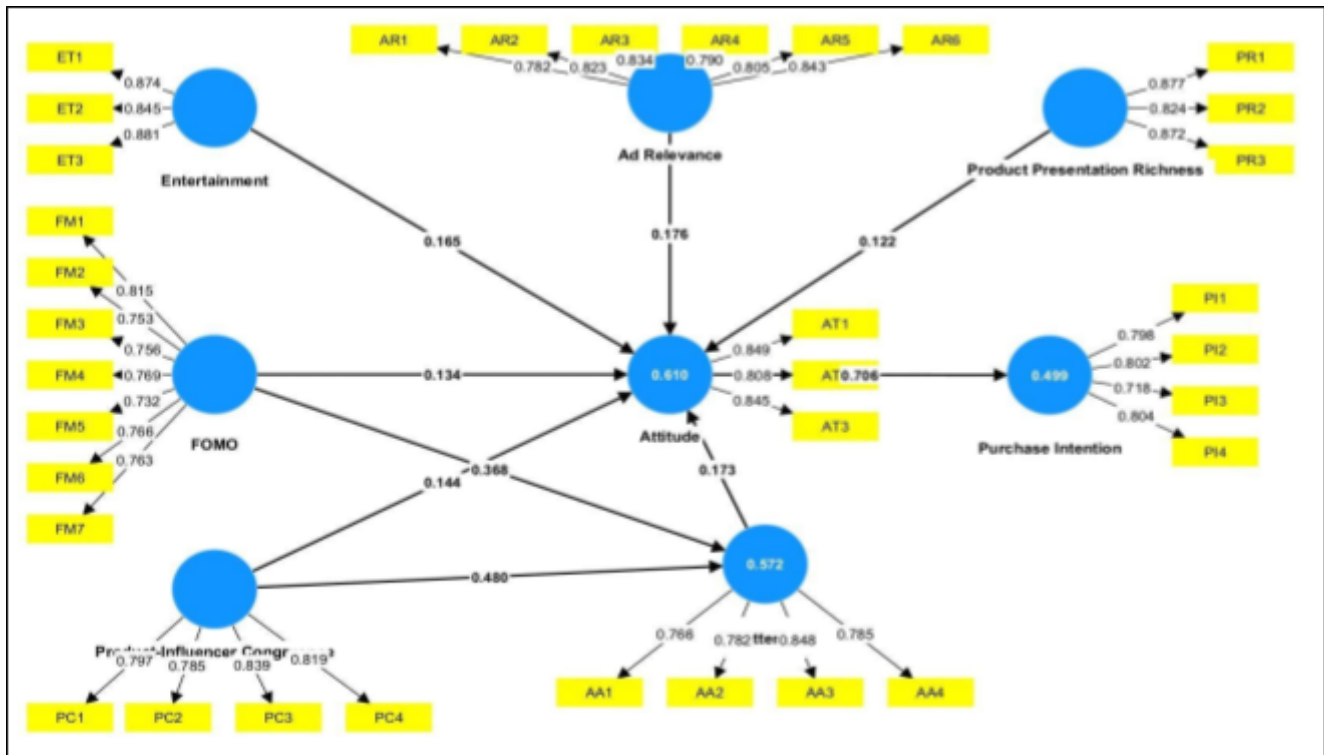 AR1 AR2 AR3 AR4 AR5 AR6
0.782 0.823 0.834 0.790 0.805 0.843
Ad Relevance
ET1
ET2
ET3
0.874
0.845
0.881
Entertainment
PR1
PR2
PR3
0.877
0.824
0.872
Product Presentation Richness
0.165
0.176
0.122
FM1
FM2
FM3
FM4
FM5
FM6
FM7
0.815
0.753
0.756
0.769
0.732
0.766
0.763
FOMO
0.134
0.610
Attitude
AT1
AT
AT3
0.849
0.808
0.845
0.706
0.499
Purchase Intention
PI1
PI2
PI3
PI4
0.798
0.802
0.718
0.804
0.144
0.368
0.173
0.480
0.572
Product-Influencer
0.797 0.785 0.839 0.819
PC1 PC2 PC3 PC4
0.782 0.848 0.785
AA1 AA2 AA3 AA4